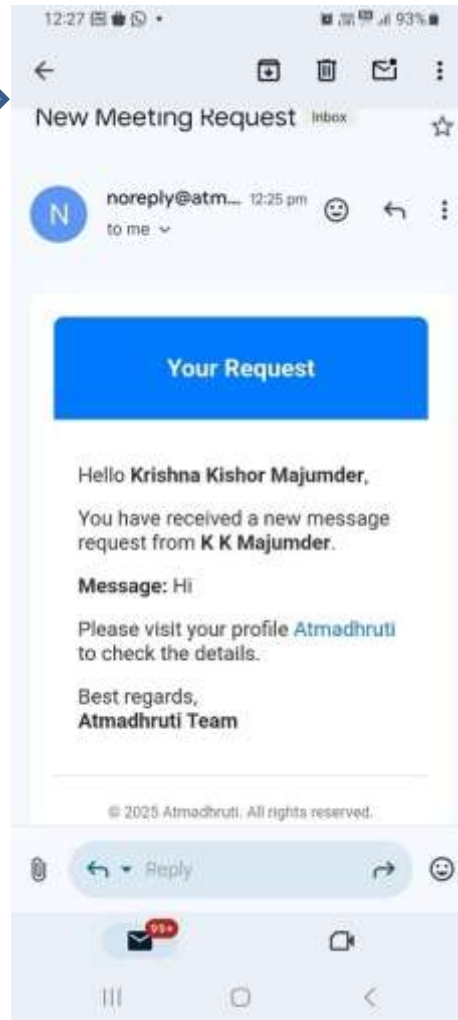 12:27
93%
New Meeting Request Inbox
N
noreply@atm... 12:25 pm
to me
Your Request
Hello Krishna Kishor Majumder,
You have received a new message
request from K K Majumder.
Message: Hi
Please visit your profile Atmadhruti
to check the details.
Best regards,
Atmadhruti Team
© 2025 Atmadhruti. All rights reserved.
Reply
99+